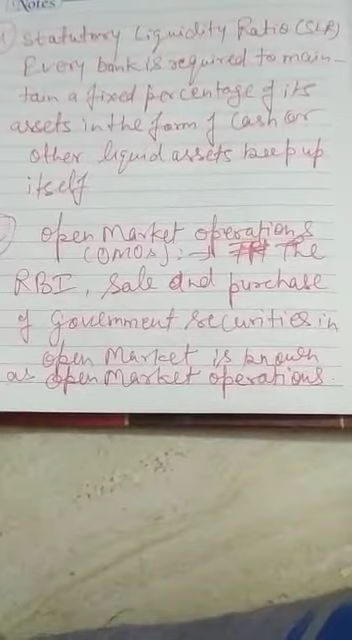 Notes
Statutory Liquidity Ratio (SLR)
Every bank is required to main-
tain a fixed percentage of its
assets in the form of cash or
other liquid assets keep up
itself
Open Market operations
(OMOs):→ The
RBI, Sale and purchase
of Government securities in
open Market is known
as Open Market operations.